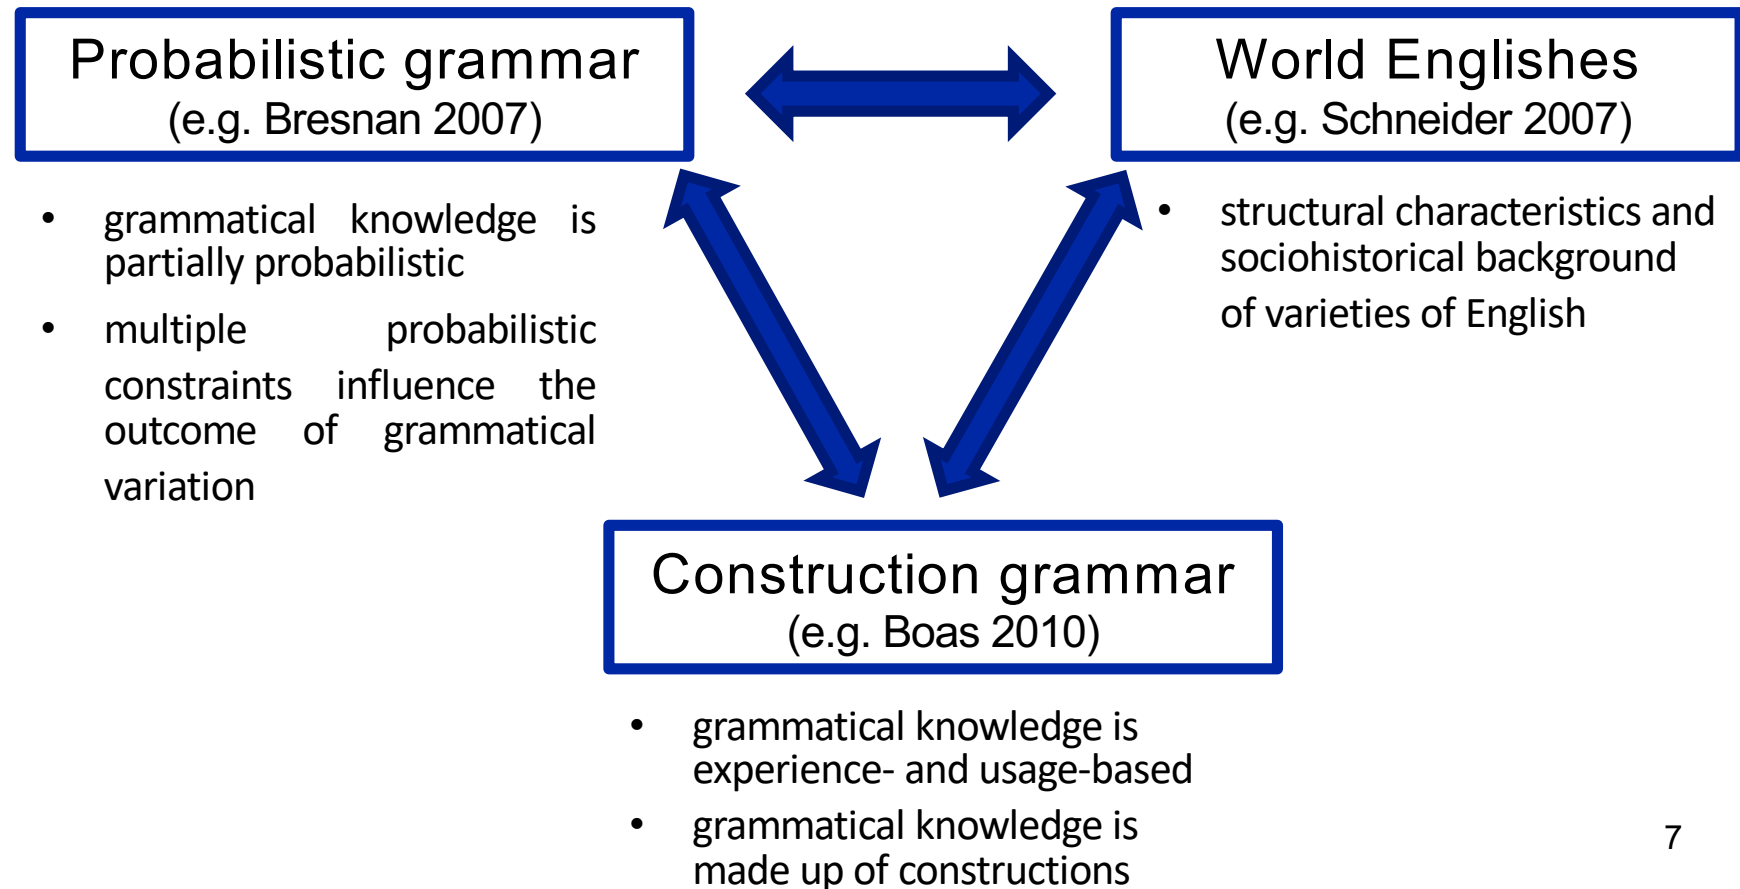 Probabilistic grammar
(e.g. Bresnan 2007)
• grammatical knowledge is
partially probabilistic
• multiple probabilistic
constraints influence the
outcome of grammatical
variation
World Englishes
(e.g. Schneider 2007)
• structural characteristics and
sociohistorical background
of varieties of English
Construction grammar
(e.g. Boas 2010)
• grammatical knowledge is
experience- and usage-based
• grammatical knowledge is
made up of constructions
7